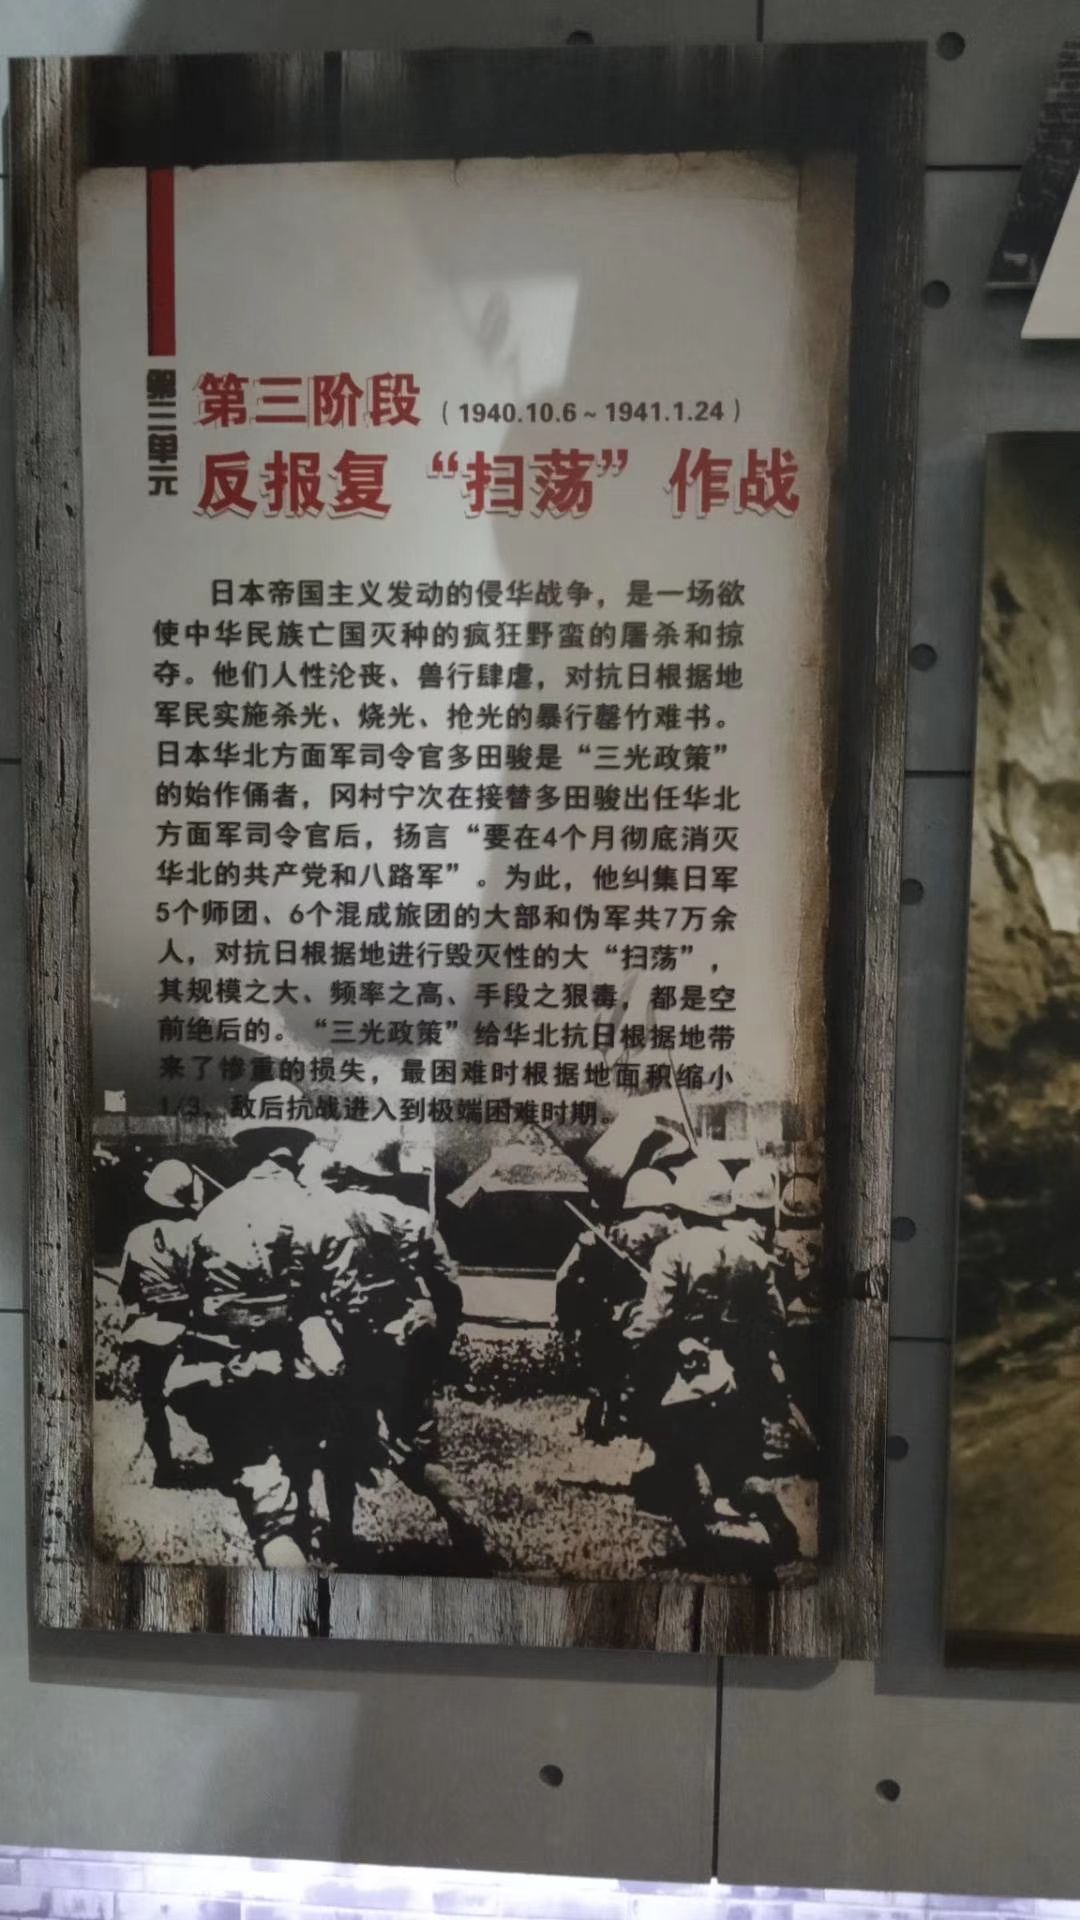 第三单元
第三阶段（1940.10.6~1941.1.24）
反报复“扫荡”作战
日本帝国主义发动的侵华战争，是一场欲
使中华民族亡国灭种的疯狂野蛮的屠杀和掠
夺。他们人性沦丧、兽行肆虐，对抗日根据地
军民实施杀光、烧光、抢光的暴行罄竹难书。
日本华北方面军司令官多田骏是“三光政策”
的始作俑者，冈村宁次在接替多田骏出任华北
方面军司令官后，扬言“要在4个月彻底消灭
华北的共产党和八路军”。为此，他纠集日军
5个师团、6个混成旅团的大部和伪军共7万余
人，对抗日根据地进行毁灭性的大“扫荡”，
其规模之大、频率之高、手段之狠毒，都是空
前绝后的。“三光政策”给华北抗日根据地带
来了惨重的损失，最困难时根据地面积缩小
1/3，敌后抗战进入到极端困难时期。